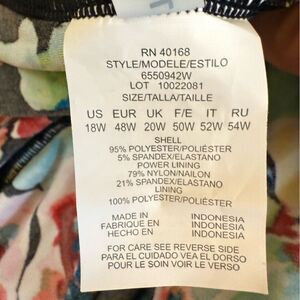 RN 40168
STYLE/MODELE/ESTILO
6550942W
LOT 10022081
SIZE/TALLA/TAILLE
US EUR UK F/E IT RU
18W 48W 20W 50W 52W 54W
SHELL
95% POLYESTER/POLIÉSTER
5% SPANDEX/ELASTANO
POWER LINING
79% NYLON/NAILON
21% SPANDEX/ELASTANO
LINING
100% POLYESTER/POLIÉSTER
MADE IN INDONESIA
FABRIQUE EN INDONESIA
HECHO EN INDONESIA
FOR CARE SEE REVERSE SIDE
PARA EL CUIDADO VEA EL DORSO
POUR LE SOIN VOIR LE VERSO